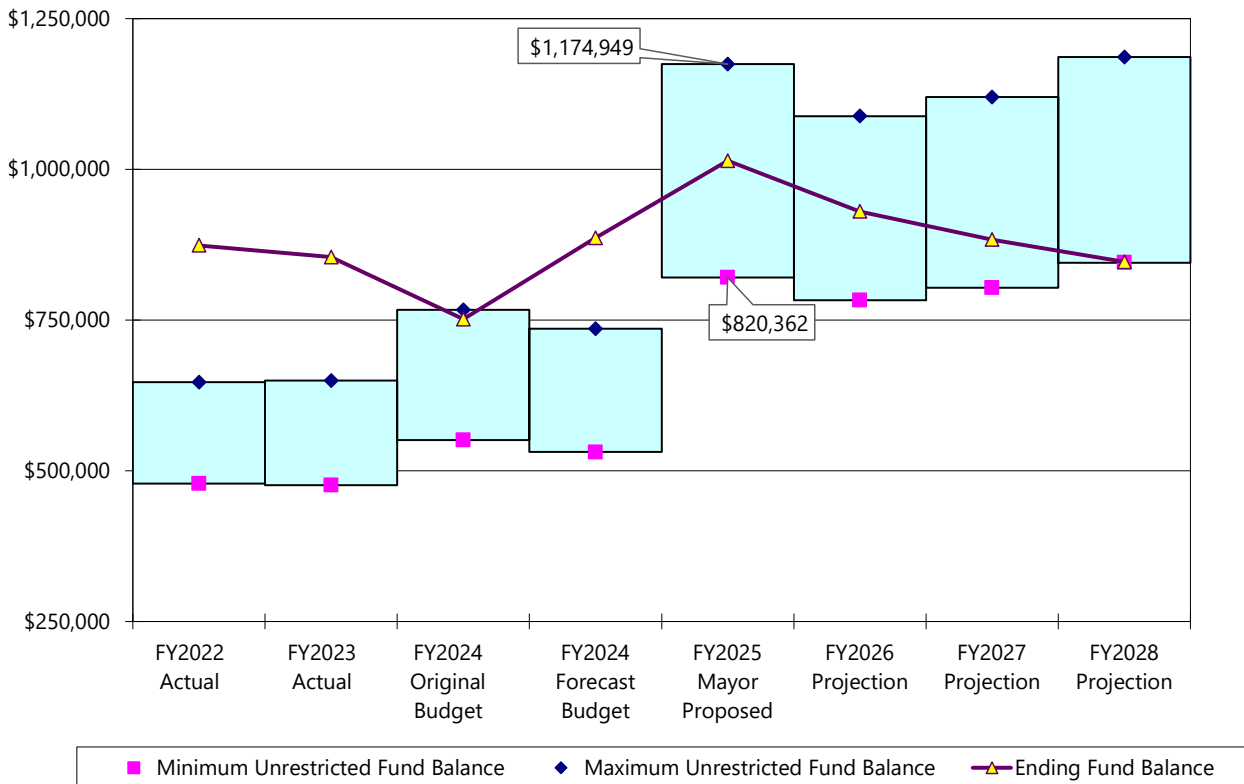 $1,250,000
$1,174,949
$1,000,000
$750,000
$820,362
$500,000
$250,000
FY2022
Actual
FY2023
Actual
FY2024
Original
Budget
FY2024
Forecast
Budget
FY2025
Mayor
Proposed
FY2026
Projection
FY2027
Projection
FY2028
Projection
Minimum Unrestricted Fund Balance
Maximum Unrestricted Fund Balance
Ending Fund Balance